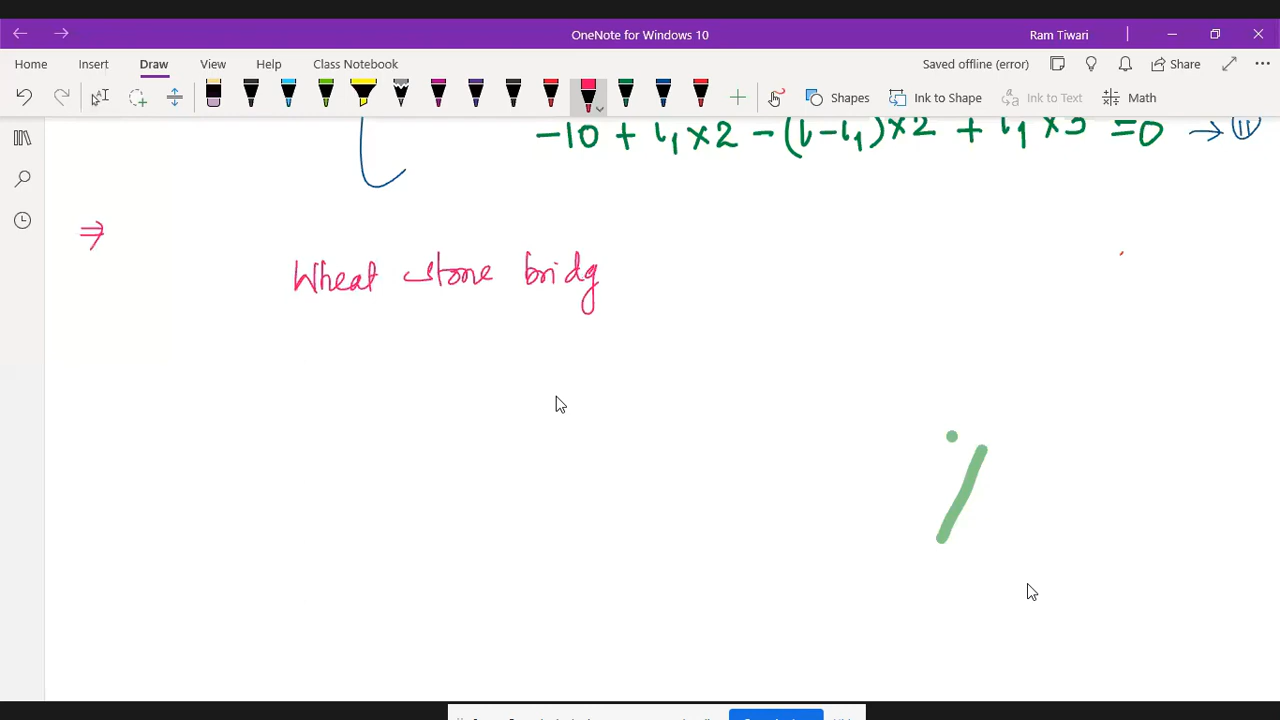 OneNote for Windows 10
Ram Tiwari
Home Insert Draw View Help Class Notebook
Saved offline (error) Share
Shapes Ink to Shape Ink to Text Math
-10 + i₁×2 - (i-i₁)×2 + i₁×5 =0 → (II)
⇒
Wheat stone bridg